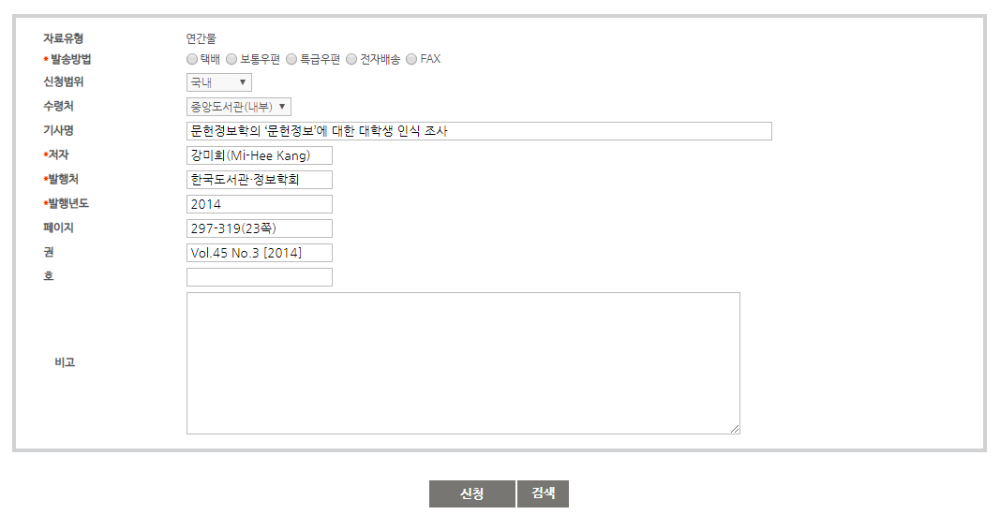 자료유형 연간물
* 발송방법 택배 보통우편 특급우편 전자배송 FAX
신청범위 국내
수령처 중앙도서관(내부)
기사명 문헌정보학의 ‘문헌정보’에 대한 대학생 인식 조사
*저자 강미희(Mi-Hee Kang)
*발행처 한국도서관·정보학회
*발행년도 2014
페이지 297-319(23쪽)
권 Vol.45 No.3 [2014]
호
비고
신청 검색